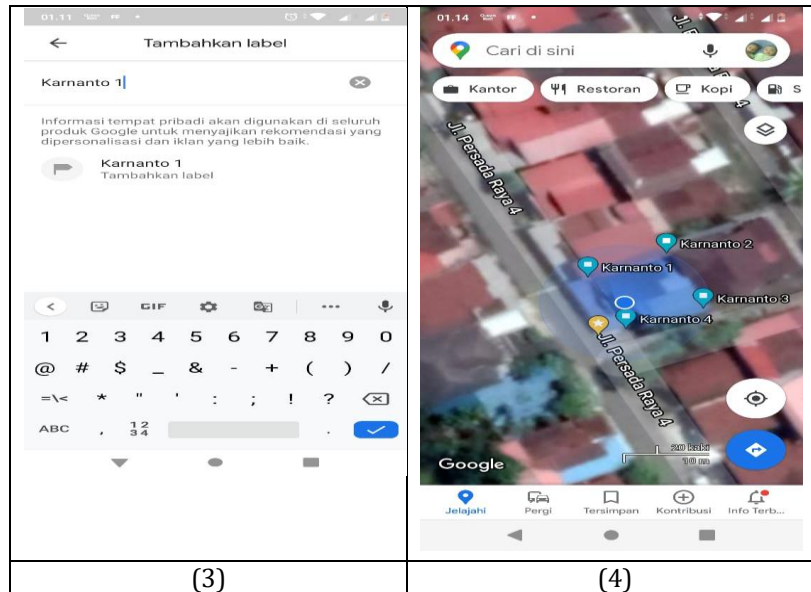 01.11
Tambahkan label
Karnanto 1
Informasi tempat pribadi akan digunakan di seluruh
produk Google untuk menyajikan rekomendasi yang
dipersonalisasi dan iklan yang lebih baik.
Karnanto 1
Tambahkan label
GIF
1 2 3 4 5 6 7 8 9 0
@ # $ _ & - + ( ) /
=\< * " ' : ; ! ?
ABC , 12 34 .
(3)
01.14
Cari di sini
Kantor Restoran Kopi S
Jl. Persada Raya 4
Karnanto 2
Karnanto 1
Karnanto 3
Karnanto 4
Jl. Persada Raya 4
20 kaki
10 m
Google
Jelajahi Pergi Tersimpan Kontribusi Info Terb...
(4)